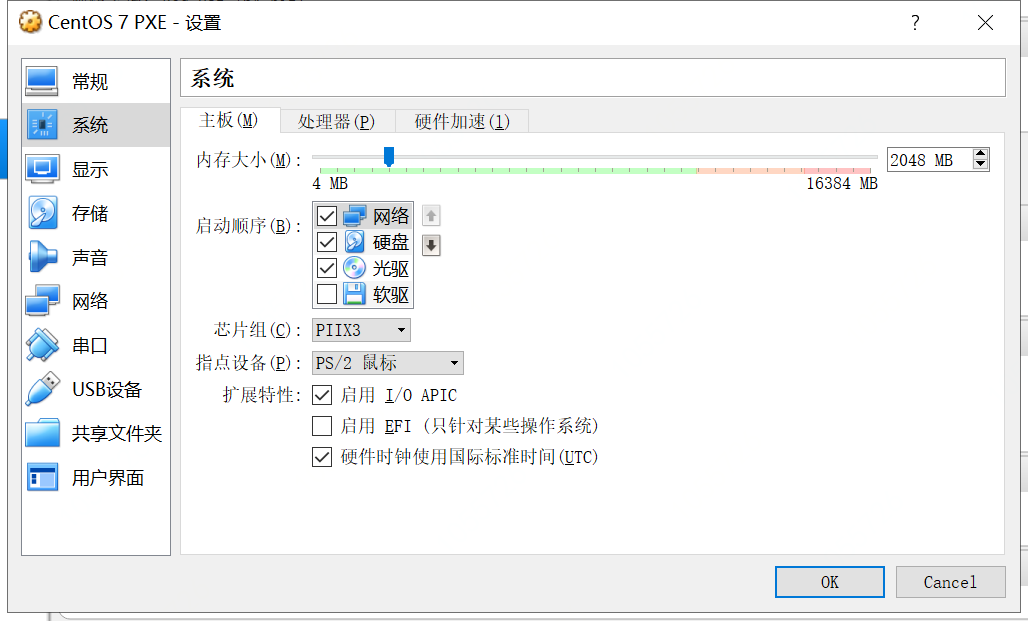 CentOS 7 PXE - 设置
?
常规
系统
显示
存储
声音
网络
串口
USB设备
共享文件夹
用户界面
系统
主板(M) 处理器(P) 硬件加速(1)
内存大小(M): 2048 MB
4 MB 16384 MB
启动顺序(B): 网络
硬盘
光驱
软驱
芯片组(C): PIIX3
指点设备(P): PS/2 鼠标
扩展特性: 启用 I/O APIC
启用 EFI (只针对某些操作系统)
硬件时钟使用国际标准时间(UTC)
OK Cancel